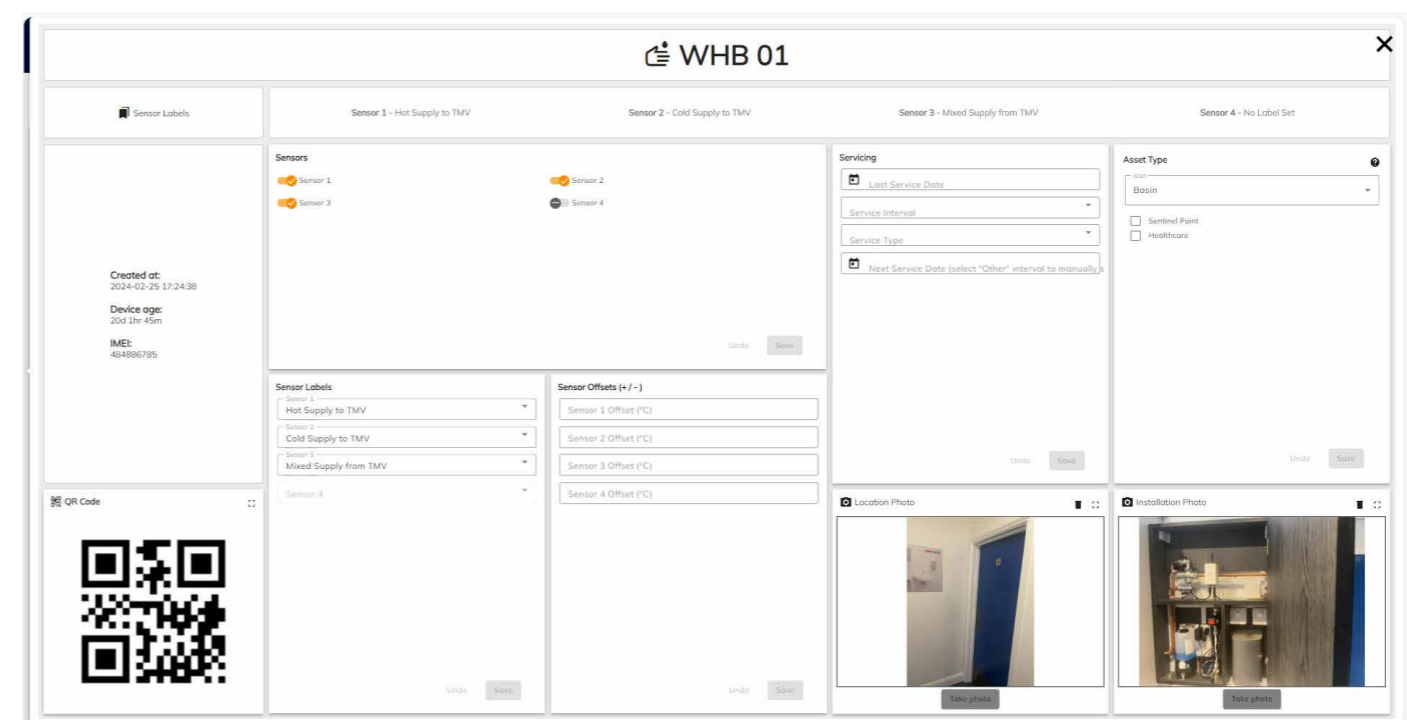 WHB 01
Sensor Labels
Sensor 1 - Hot Supply to TMV
Sensor 2 - Cold Supply to TMV
Sensor 3 - Mixed Supply from TMV
Sensor 4 - No Label Set
Created at:
2024-02-25 17:24:38
Device age:
20d 1hr 45m
IMEI:
484886785
Sensors
Sensor 1
Sensor 2
Sensor 3
Sensor 4
Undo
Save
Servicing
Last Service Date
Service Interval
Service Type
Next Service Date (select "Other" interval to manually s
Undo
Save
Asset Type
Icon
Basin
Sentinel Point
Healthcare
Undo
Save
Sensor Labels
Sensor 1
Hot Supply to TMV
Sensor 2
Cold Supply to TMV
Sensor 3
Mixed Supply from TMV
Sensor 4
Undo
Save
Sensor Offsets (+ / - )
Sensor 1 Offset (°C)
Sensor 2 Offset (°C)
Sensor 3 Offset (°C)
Sensor 4 Offset (°C)
Undo
Save
QR Code
Location Photo
Take photo
Installation Photo
Take photo